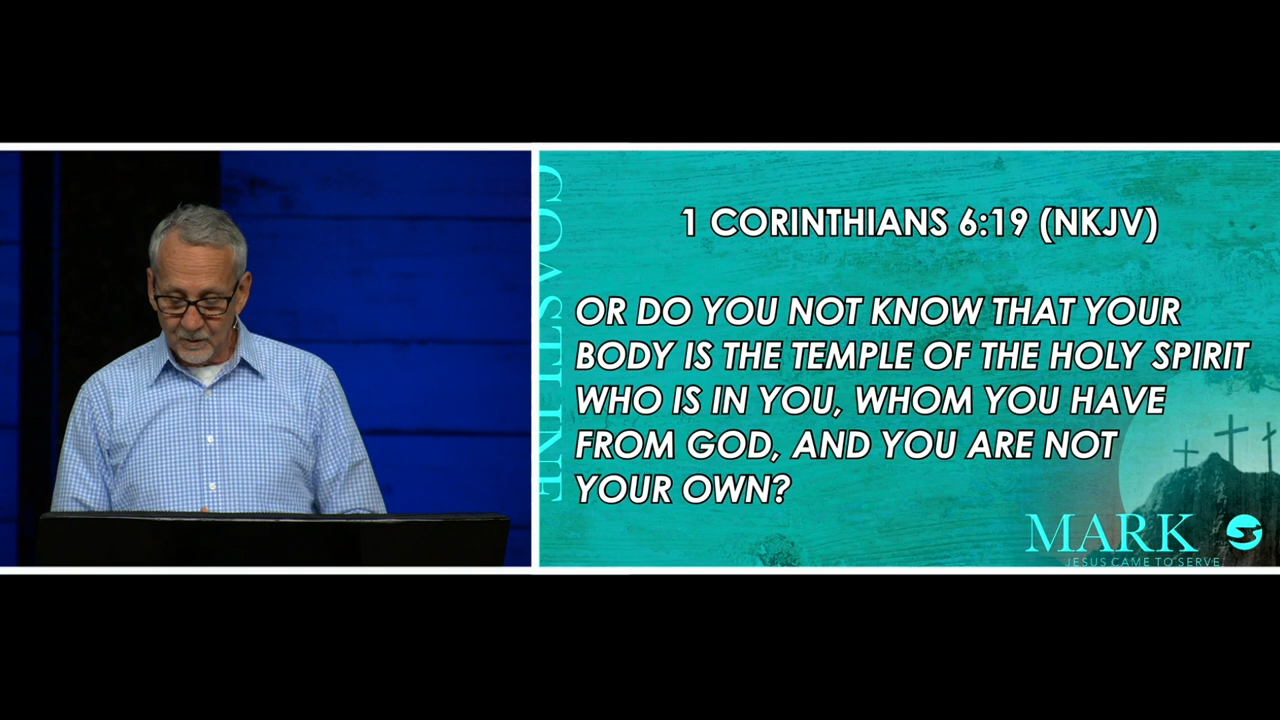 COASTLINE
1 CORINTHIANS 6:19 (NKJV)
OR DO YOU NOT KNOW THAT YOUR
BODY IS THE TEMPLE OF THE HOLY SPIRIT
WHO IS IN YOU, WHOM YOU HAVE
FROM GOD, AND YOU ARE NOT
YOUR OWN?
MARK
JESUS CAME TO SERVE